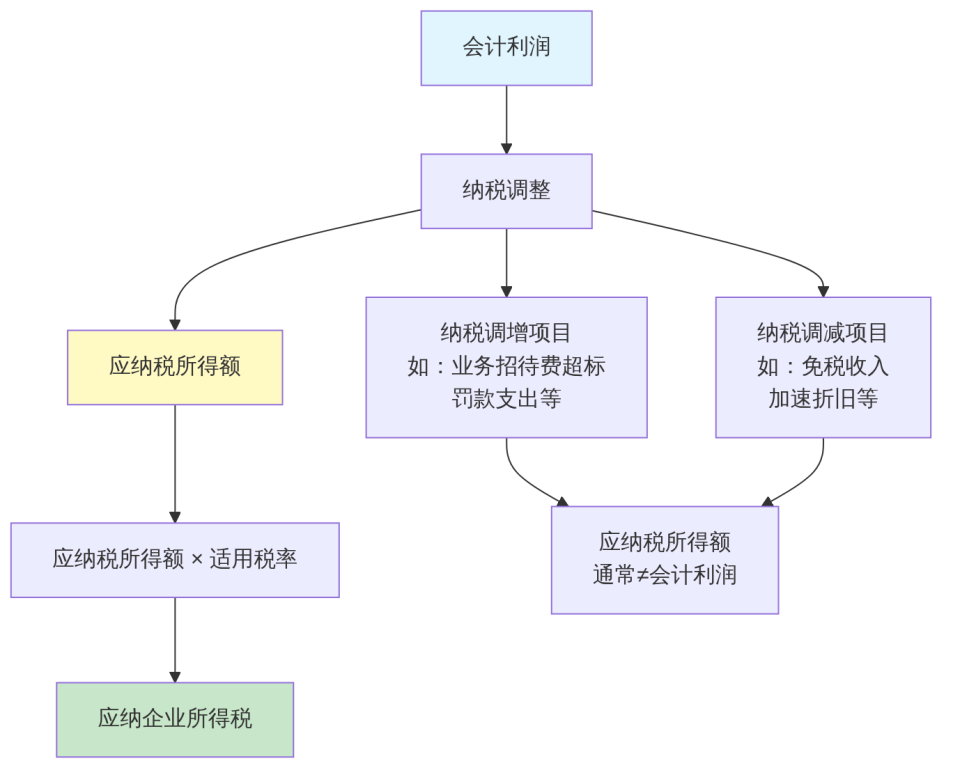 会计利润
纳税调整
应纳税所得额
纳税调增项目
如：业务招待费超标
罚款支出等
纳税调减项目
如：免税收入
加速折旧等
应纳税所得额 × 适用税率
应纳税所得额
通常≠会计利润
应纳企业所得税